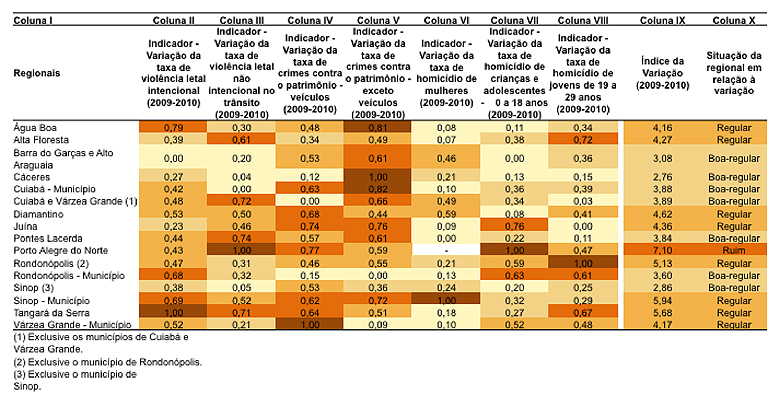 Coluna I Coluna II Coluna III Coluna IV Coluna V Coluna VI Coluna VII Coluna VIII Coluna IX Coluna X
Regionais
Indicador -
Variação da
taxa de
violência letal
intencional
(2009-2010)
Indicador -
Variação da
taxa de
violência letal
não
intencional no
trânsito
(2009-2010)
Indicador -
Variação da
taxa de
crimes contra
o patrimônio -
veículos
(2009-2010)
Indicador -
Variação da
taxa de
crimes contra
o patrimônio -
exceto
veículos
(2009-2010)
Indicador -
Variação da
taxa de
homicídio de
mulheres
(2009-2010)
Indicador -
Variação da
taxa de
homicídio de
crianças e
adolescentes
- 0 a 18 anos
(2009-2010)
Indicador -
Variação da
taxa de
homicídio de
jovens de 19 a
29 anos
(2009-2010)
Índice da
Variação
(2009-2010)
Situação da
regional em
relação à
variação
Água Boa 0,79 0,30 0,48 0,81 0,08 0,11 0,34 4,16 Regular
Alta Floresta 0,39 0,61 0,34 0,49 0,07 0,38 0,72 4,27 Regular
Barra do Garças e Alto
Araguaia 0,00 0,20 0,53 0,61 0,46 0,00 0,36 3,08 Boa-regular
Cáceres 0,27 0,04 0,12 1,00 0,21 0,13 0,15 2,76 Boa-regular
Cuiabá - Município 0,42 0,00 0,63 0,82 0,10 0,36 0,39 3,88 Boa-regular
Cuiabá e Várzea Grande (1) 0,48 0,72 0,00 0,66 0,49 0,34 0,03 3,89 Boa-regular
Diamantino 0,53 0,50 0,68 0,44 0,59 0,08 0,41 4,62 Regular
Juína 0,23 0,46 0,74 0,76 0,09 0,76 0,00 4,36 Regular
Pontes Lacerda 0,44 0,74 0,57 0,61 0,00 0,22 0,11 3,84 Boa-regular
Porto Alegre do Norte 0,43 1,00 0,77 0,59 - 1,00 0,47 7,10 Ruim
Rondonópolis (2) 0,47 0,31 0,46 0,55 0,21 0,59 1,00 5,13 Regular
Rondonópolis - Município 0,68 0,32 0,15 0,00 0,13 0,63 0,61 3,60 Boa-regular
Sinop (3) 0,38 0,05 0,53 0,36 0,24 0,20 0,25 2,86 Boa-regular
Sinop - Município 0,69 0,52 0,62 0,72 1,00 0,32 0,29 5,94 Regular
Tangará da Serra 1,00 0,71 0,64 0,51 0,18 0,27 0,67 5,68 Regular
Várzea Grande - Município 0,52 0,21 1,00 0,09 0,10 0,52 0,48 4,17 Regular
(1) Exclusive os municípios de Cuiabá e
Várzea Grande.
(2) Exclusive o município de Rondonópolis.
(3) Exclusive o município de
Sinop.